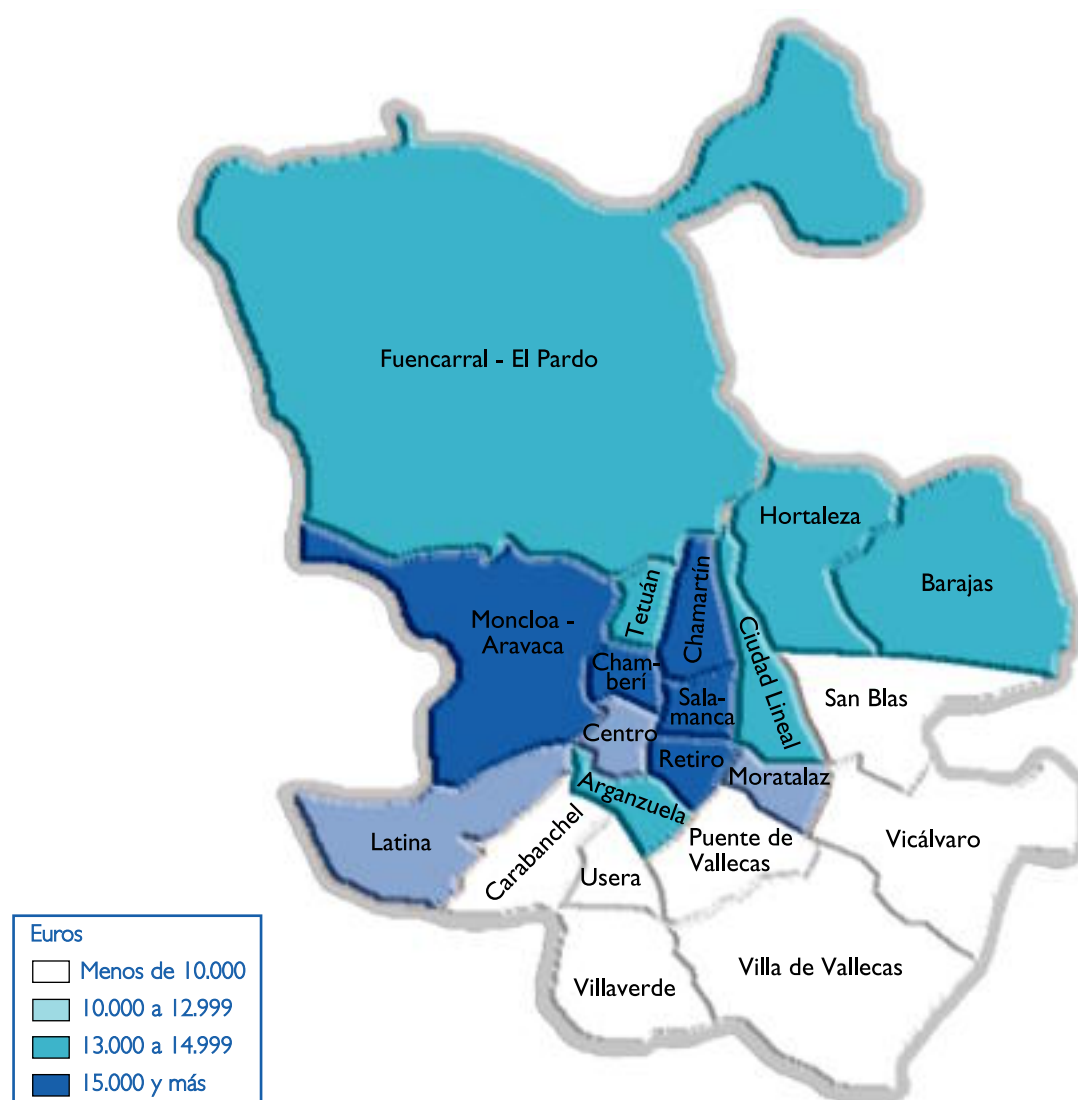 Fuencarral - El Pardo
Hortaleza
Barajas
Tetuán
Chamartín
Ciudad Lineal
Moncloa -
Aravaca
Cham-
berí
Sala-
manca
San Blas
Centro
Retiro
Moratalaz
Arganzuela
Latina
Carabanchel
Usera
Puente de
Vallecas
Vicálvaro
Villaverde
Villa de Vallecas
Euros
Menos de 10.000
10.000 a 12.999
13.000 a 14.999
15.000 y más